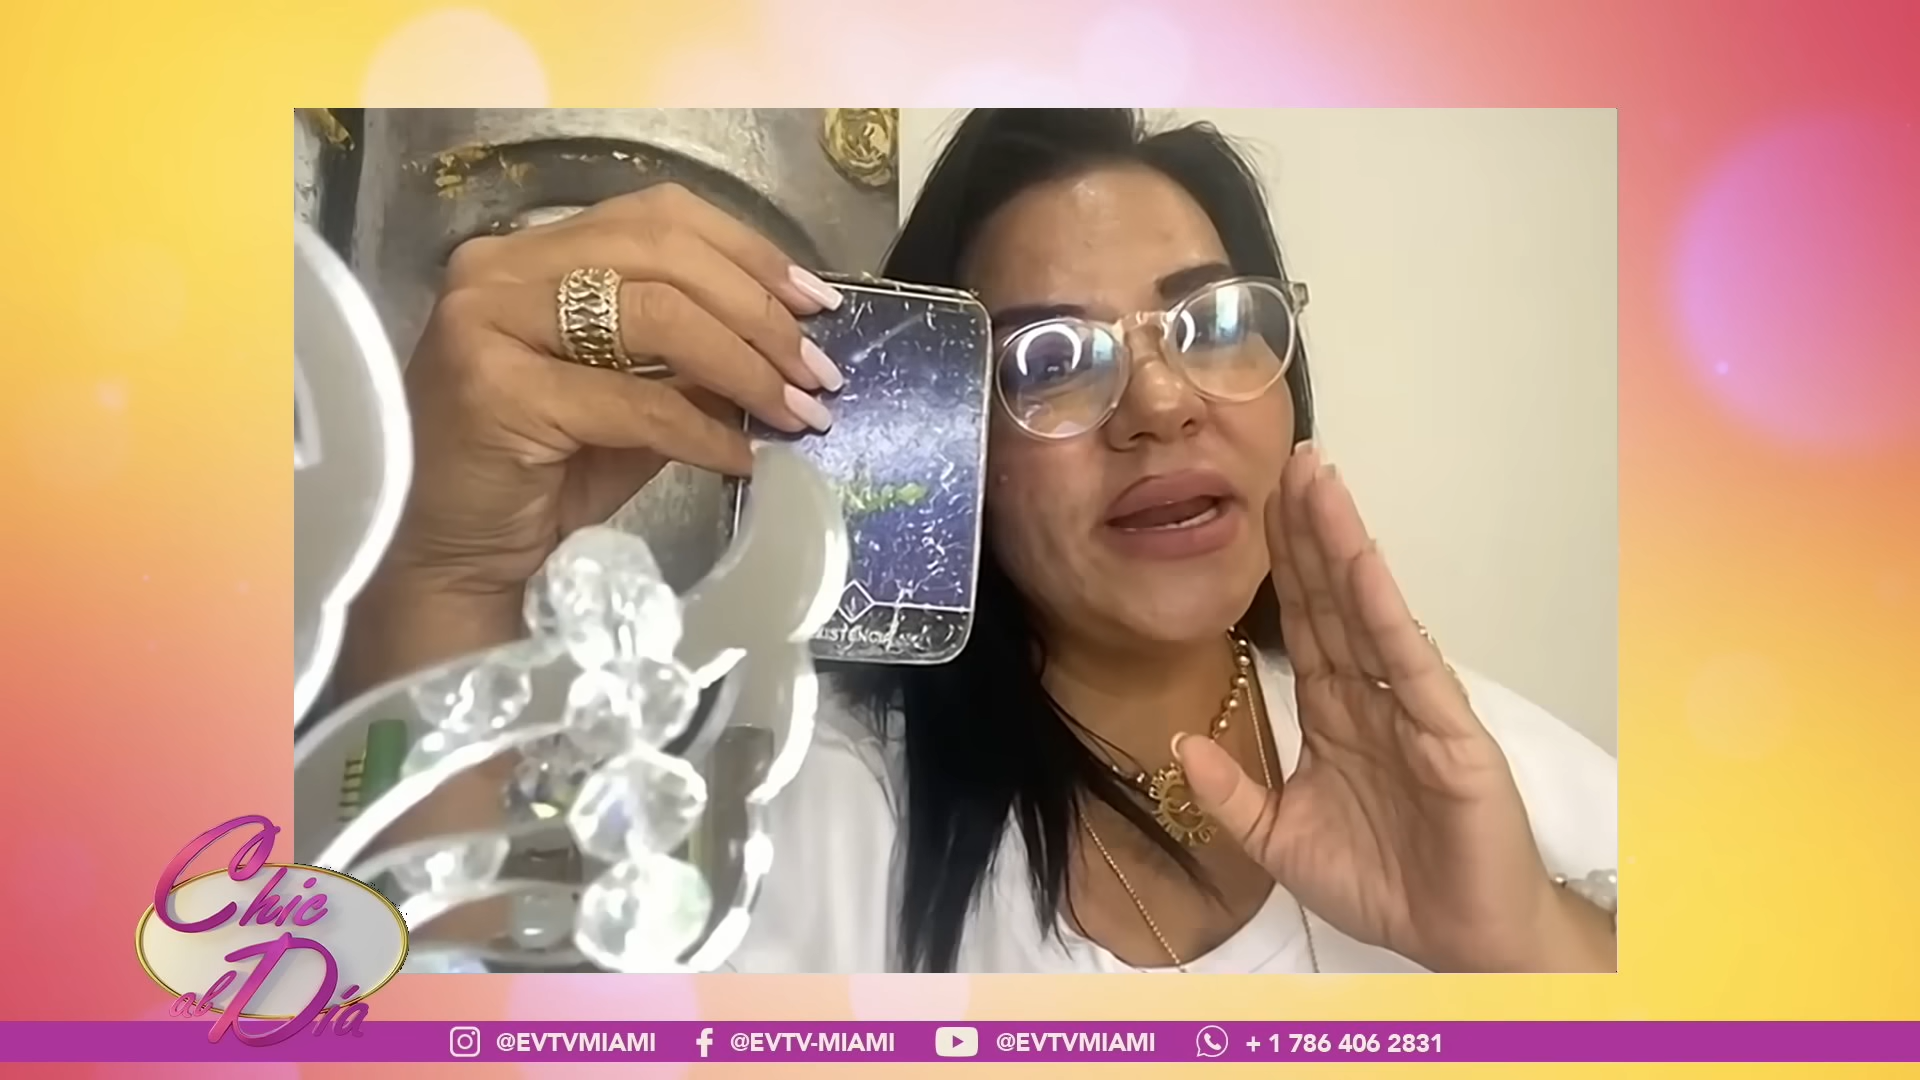 Chic
al Día
@EVTVMIAMI
@EVTV-MIAMI
@EVTVMIAMI
+ 1 786 406 2831